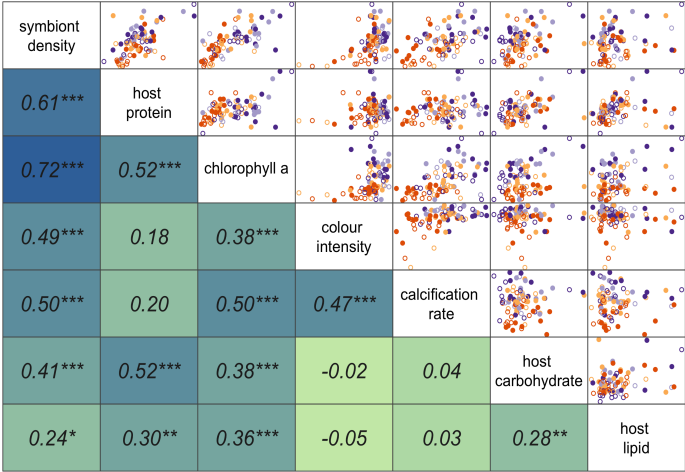 symbiont
density
0.61***
host
protein
0.72***
0.52***
chlorophyll a
0.49***
0.18
0.38***
colour
intensity
0.50***
0.20
0.50***
0.47***
calcification
rate
0.41***
0.52***
0.38***
-0.02
0.04
host
carbohydrate
0.24*
0.30**
0.36***
-0.05
0.03
0.28**
host
lipid